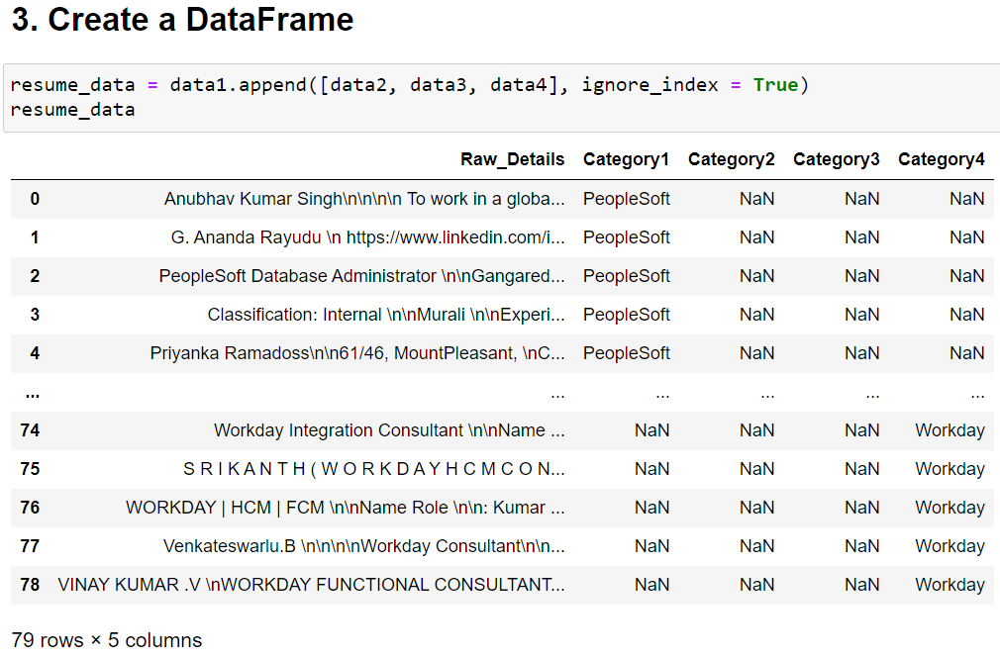 3. Create a DataFrame
resume_data = data1.append([data2, data3, data4], ignore_index = True)
resume_data
Raw_Details Category1 Category2 Category3 Category4
0 Anubhav Kumar Singh\n\n\n\n To work in a globa... PeopleSoft NaN NaN NaN
1 G. Ananda Rayudu \n https://www.linkedin.com/i... PeopleSoft NaN NaN NaN
2 PeopleSoft Database Administrator \n\nGangared... PeopleSoft NaN NaN NaN
3 Classification: Internal \n\nMurali \n\nExperi... PeopleSoft NaN NaN NaN
4 Priyanka Ramadoss\n\n61/46, MountPleasant, \nC... PeopleSoft NaN NaN NaN
... ... ... ... ... ...
74 Workday Integration Consultant \n\nName ... NaN NaN NaN Workday
75 S R I K A N T H ( W O R K D A Y H C M C O N... NaN NaN NaN Workday
76 WORKDAY | HCM | FCM \n\nName Role \n\n: Kumar ... NaN NaN NaN Workday
77 Venkateswarlu.B \n\n\n\nWorkday Consultant\n\n... NaN NaN NaN Workday
78 VINAY KUMAR .V \nWORKDAY FUNCTIONAL CONSULTANT... NaN NaN NaN Workday
79 rows × 5 columns